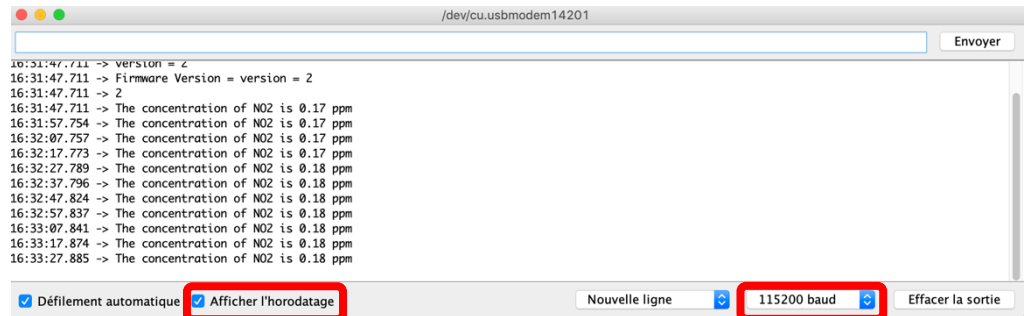 /dev/cu.usbmodem14201
Envoyer
16:31:47.711 -> version = 2
16:31:47.711 -> Firmware Version = version = 2
16:31:47.711 -> 2
16:31:47.711 -> The concentration of NO2 is 0.17 ppm
16:31:57.754 -> The concentration of NO2 is 0.17 ppm
16:32:07.757 -> The concentration of NO2 is 0.17 ppm
16:32:17.773 -> The concentration of NO2 is 0.17 ppm
16:32:27.789 -> The concentration of NO2 is 0.18 ppm
16:32:37.796 -> The concentration of NO2 is 0.18 ppm
16:32:47.824 -> The concentration of NO2 is 0.18 ppm
16:32:57.837 -> The concentration of NO2 is 0.18 ppm
16:33:07.841 -> The concentration of NO2 is 0.18 ppm
16:33:17.874 -> The concentration of NO2 is 0.18 ppm
16:33:27.885 -> The concentration of NO2 is 0.18 ppm
Défilement automatique Afficher l'horodatage Nouvelle ligne 115200 baud Effacer la sortie